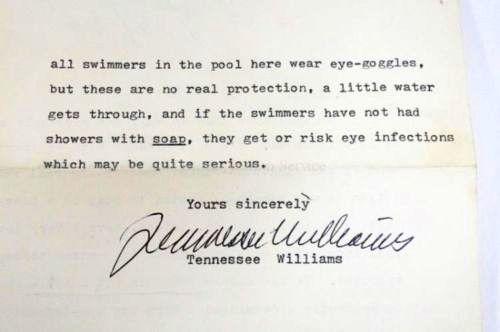 all swimmers in the pool here wear eye-goggles,
but these are no real protection, a little water
gets through, and if the swimmers have not had
showers with soap, they get or risk eye infections
which may be quite serious.
Yours sincerely
Tennessee Williams
Tennessee Williams